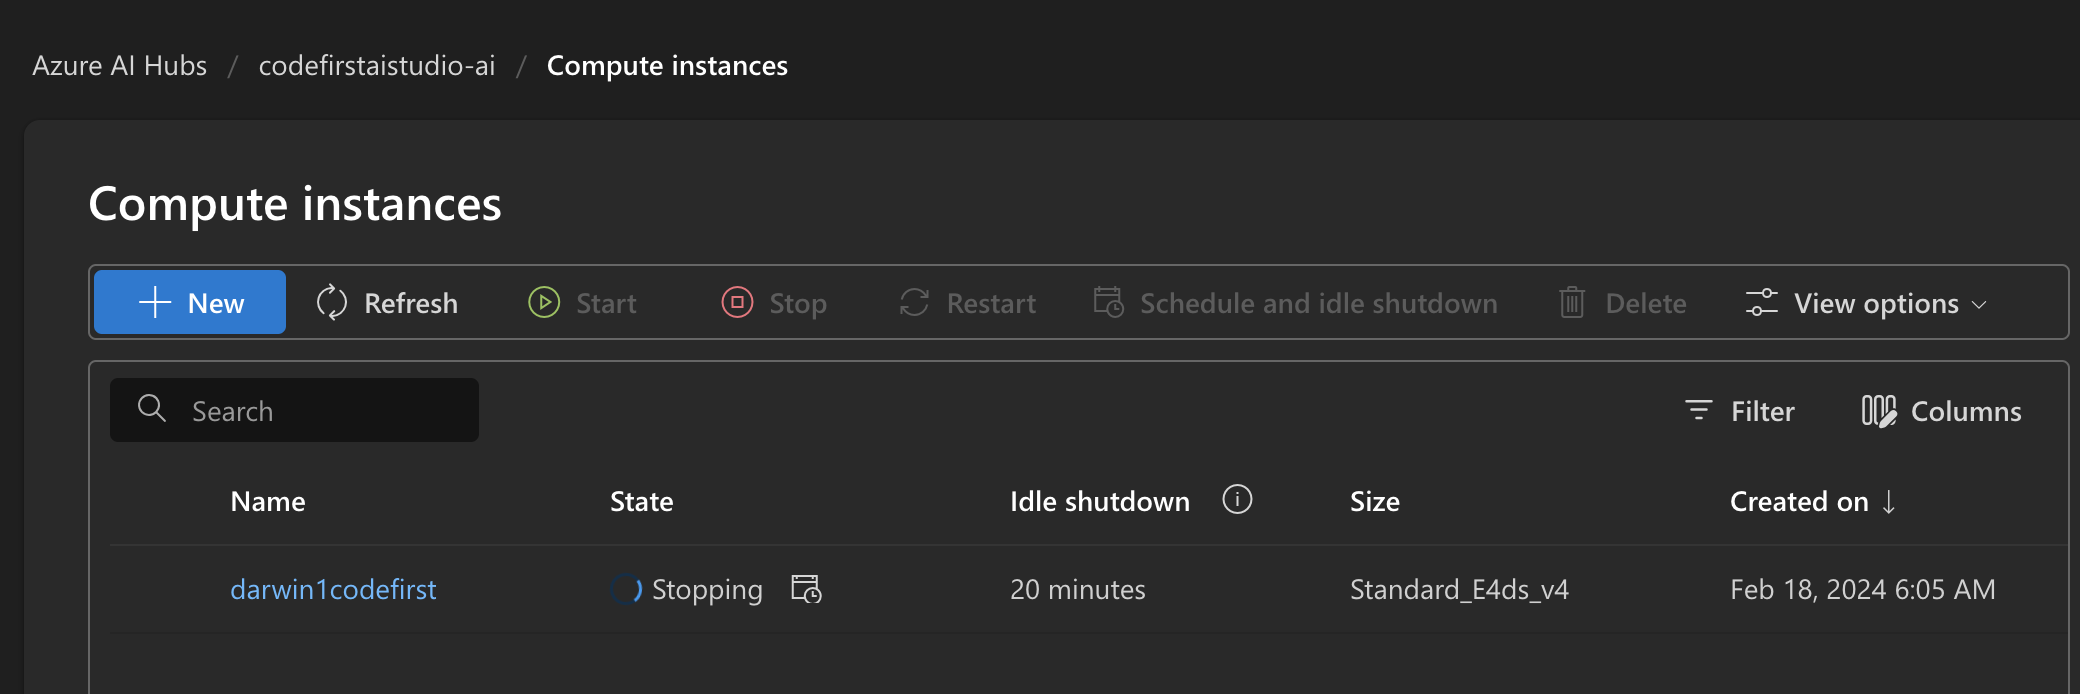 Azure AI Hubs / codefirstaistudio-ai / Compute instances
Compute instances
New Refresh Start Stop Restart Schedule and idle shutdown Delete View options
Search Filter Columns
Name State Idle shutdown Size Created on
darwin1codefirst Stopping 20 minutes Standard_E4ds_v4 Feb 18, 2024 6:05 AM